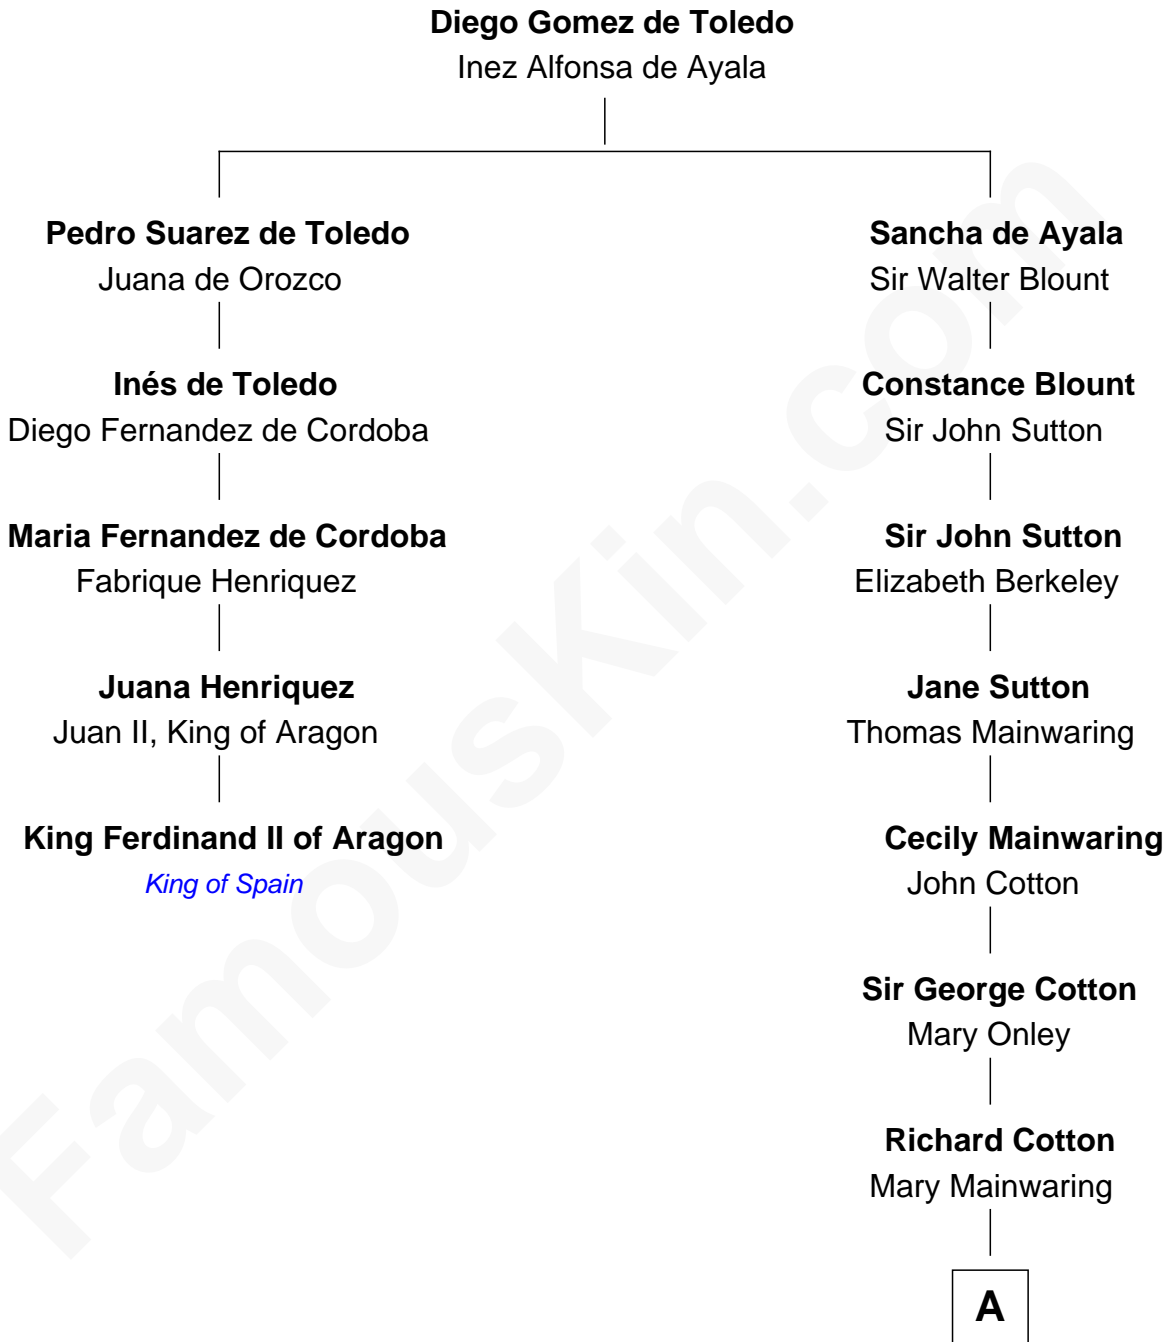 Diego Gomez de Toledo
Inez Alfonsa de Ayala
Pedro Suarez de Toledo
Juana de Orozco
Inés de Toledo
Diego Fernandez de Cordoba
Maria Fernandez de Cordoba
Fabrique Henriquez
Juana Henriquez
Juan II, King of Aragon
King Ferdinand II of Aragon
King of Spain
Sancha de Ayala
Sir Walter Blount
Constance Blount
Sir John Sutton
Sir John Sutton
Elizabeth Berkeley
Jane Sutton
Thomas Mainwaring
Cecily Mainwaring
John Cotton
Sir George Cotton
Mary Onley
Richard Cotton
Mary Mainwaring
A
FamousKin.com